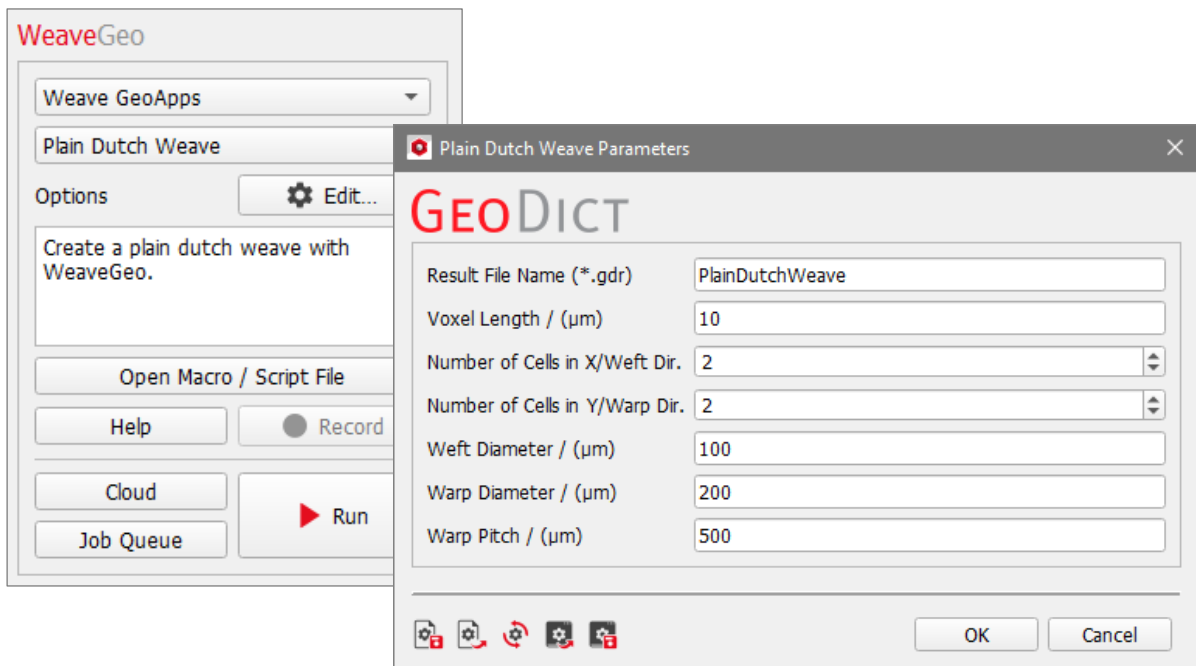 WeaveGeo
Weave GeoApps
Plain Dutch Weave
Options
Edit...
Create a plain dutch weave with
WeaveGeo.
Open Macro / Script File
Help
Record
Cloud
Run
Job Queue
Plain Dutch Weave Parameters
GEODICT
Result File Name (*.gdr) PlainDutchWeave
Voxel Length / (µm) 10
Number of Cells in X/Weft Dir. 2
Number of Cells in Y/Warp Dir. 2
Weft Diameter / (µm) 100
Warp Diameter / (µm) 200
Warp Pitch / (µm) 500
OK Cancel